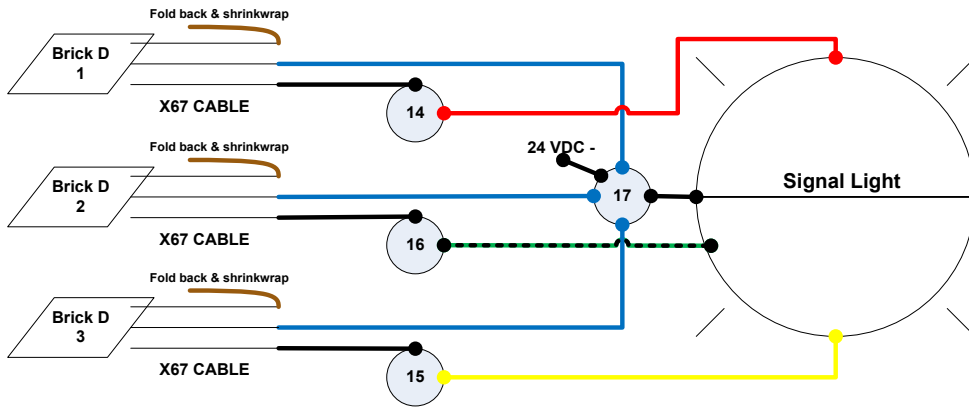 Fold back & shrinkwrap
Brick D
1
X67 CABLE
14
Fold back & shrinkwrap
24 VDC -
Brick D
2
17
Signal Light
X67 CABLE
16
Fold back & shrinkwrap
Brick D
3
X67 CABLE
15